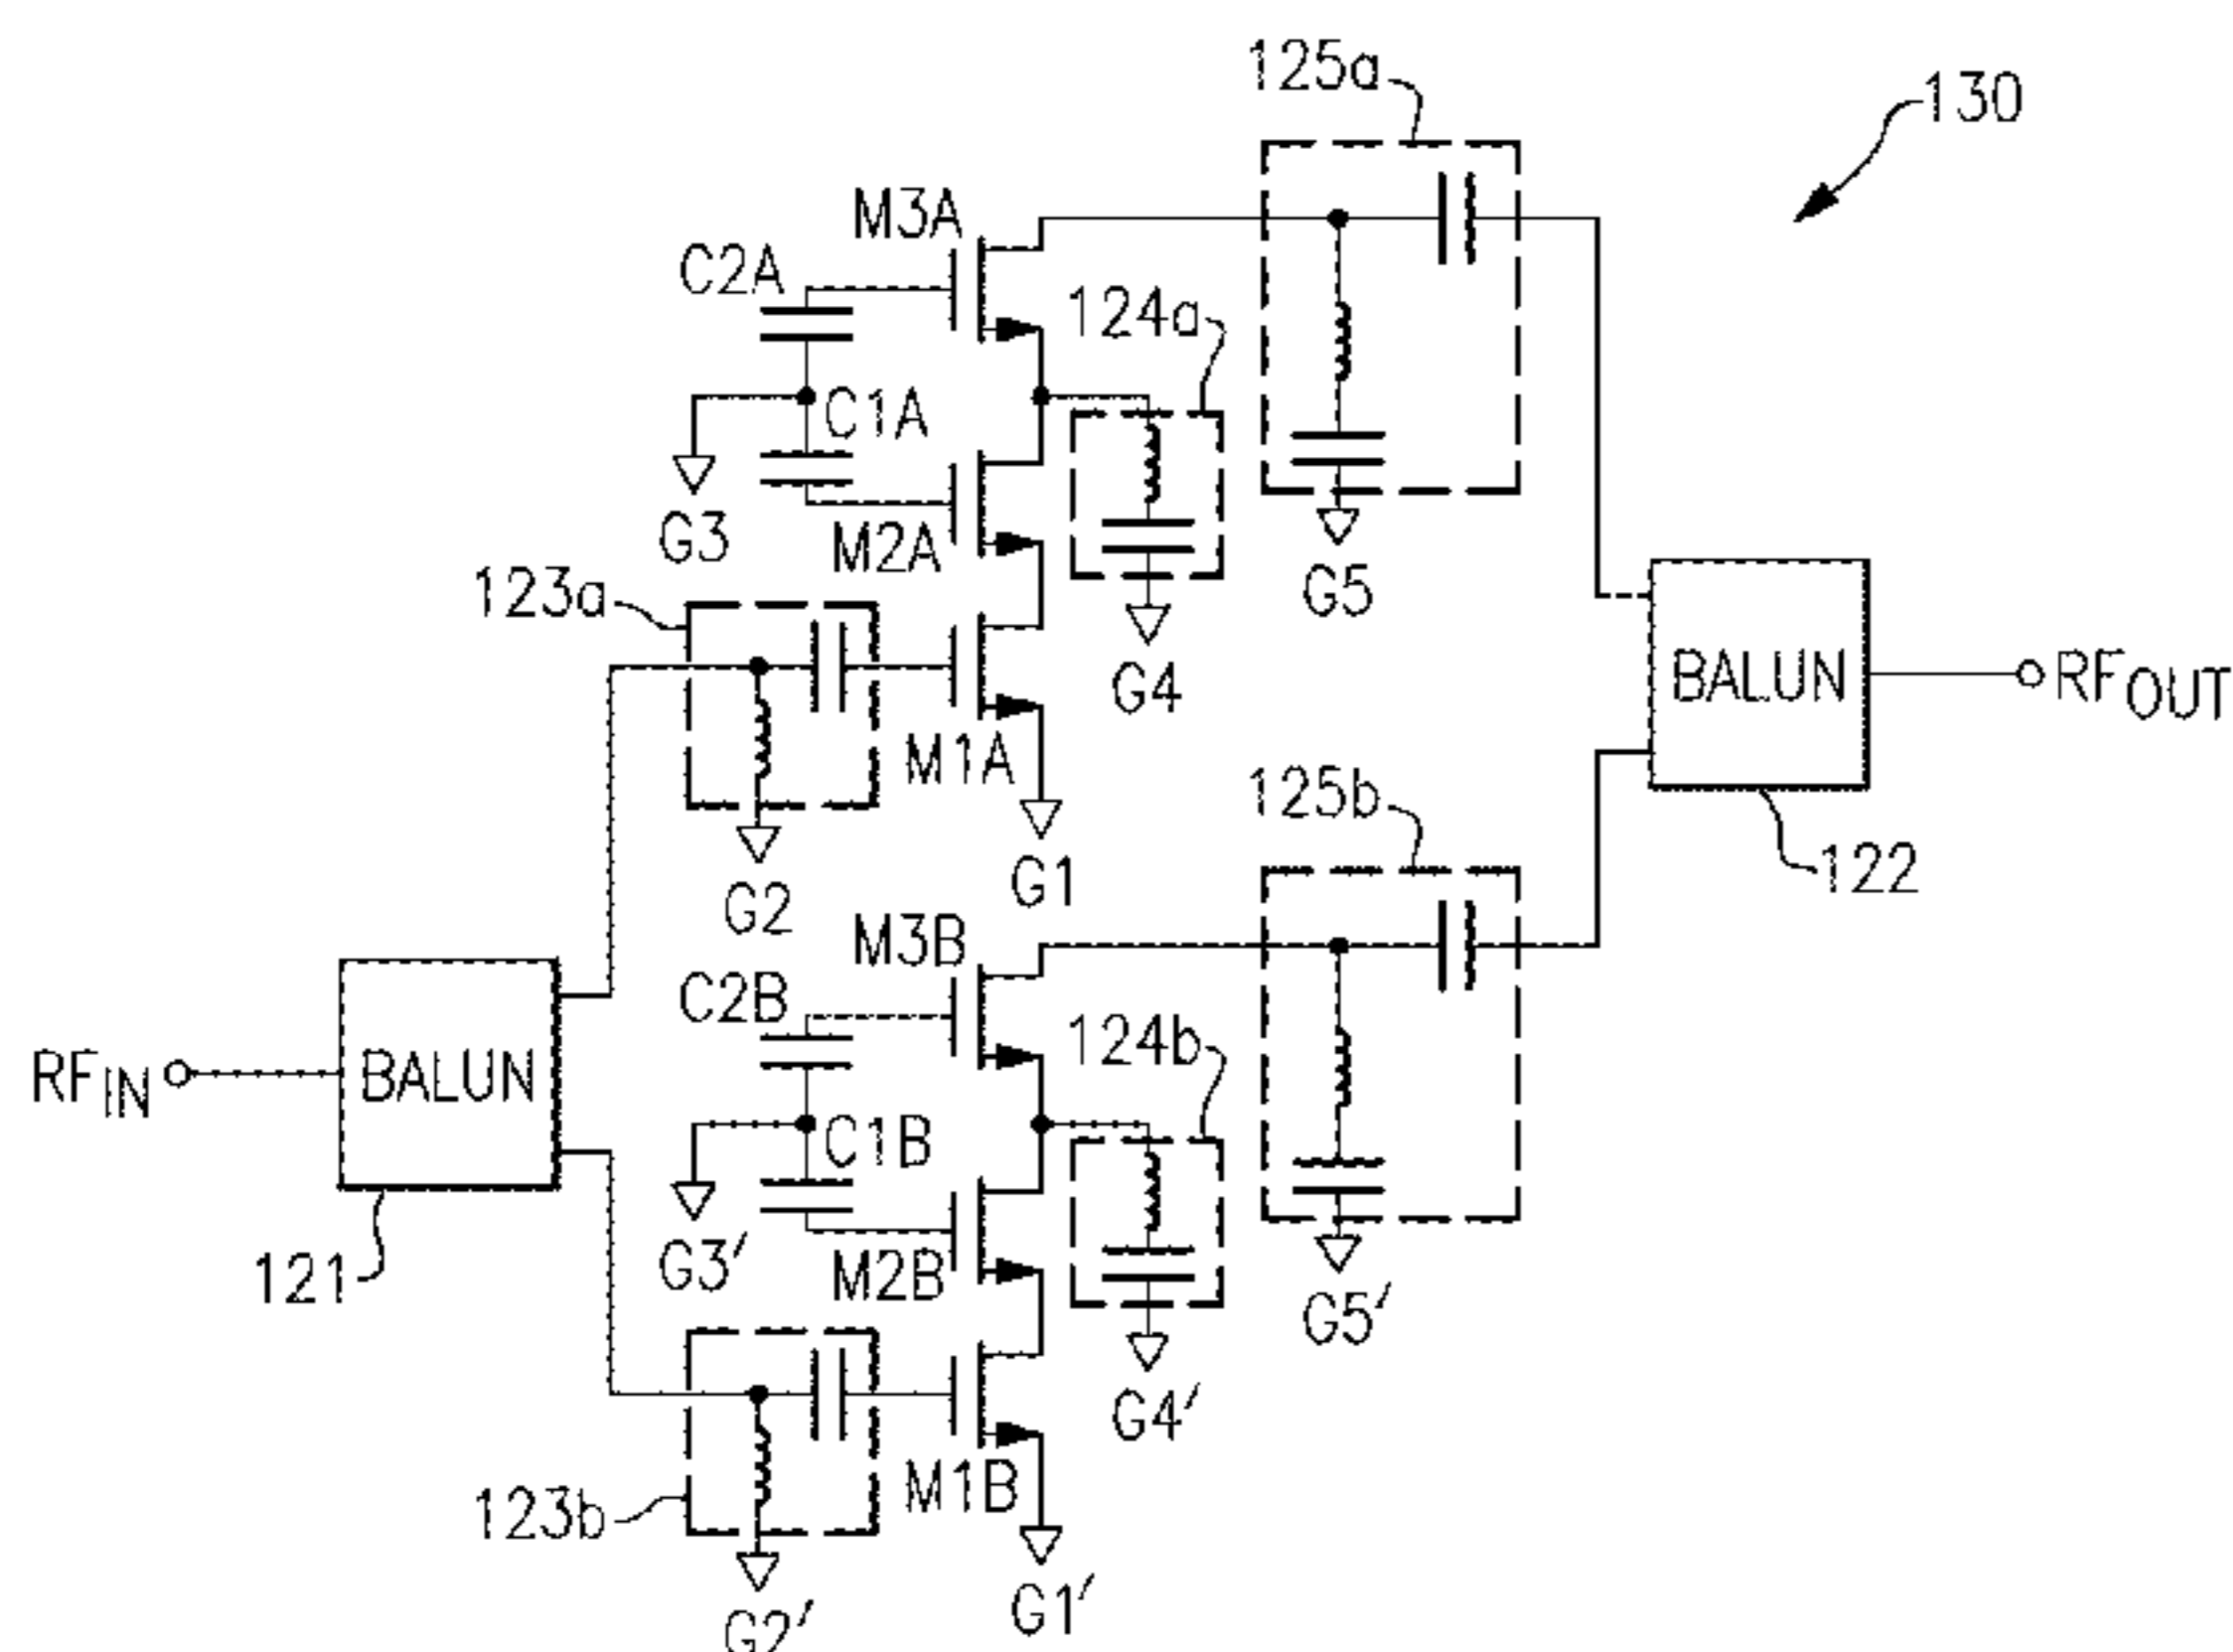 125a
130
M3A
C2A
124a
C1A
G3
M2A
123a
G5
G4
BALUN
RFOUT
M1A
125b
122
G2
G1
M3B
C2B
124b
RFIN
BALUN
C1B
G3'
M2B
121
G5'
G4'
M1B
123b
G1'
G2'